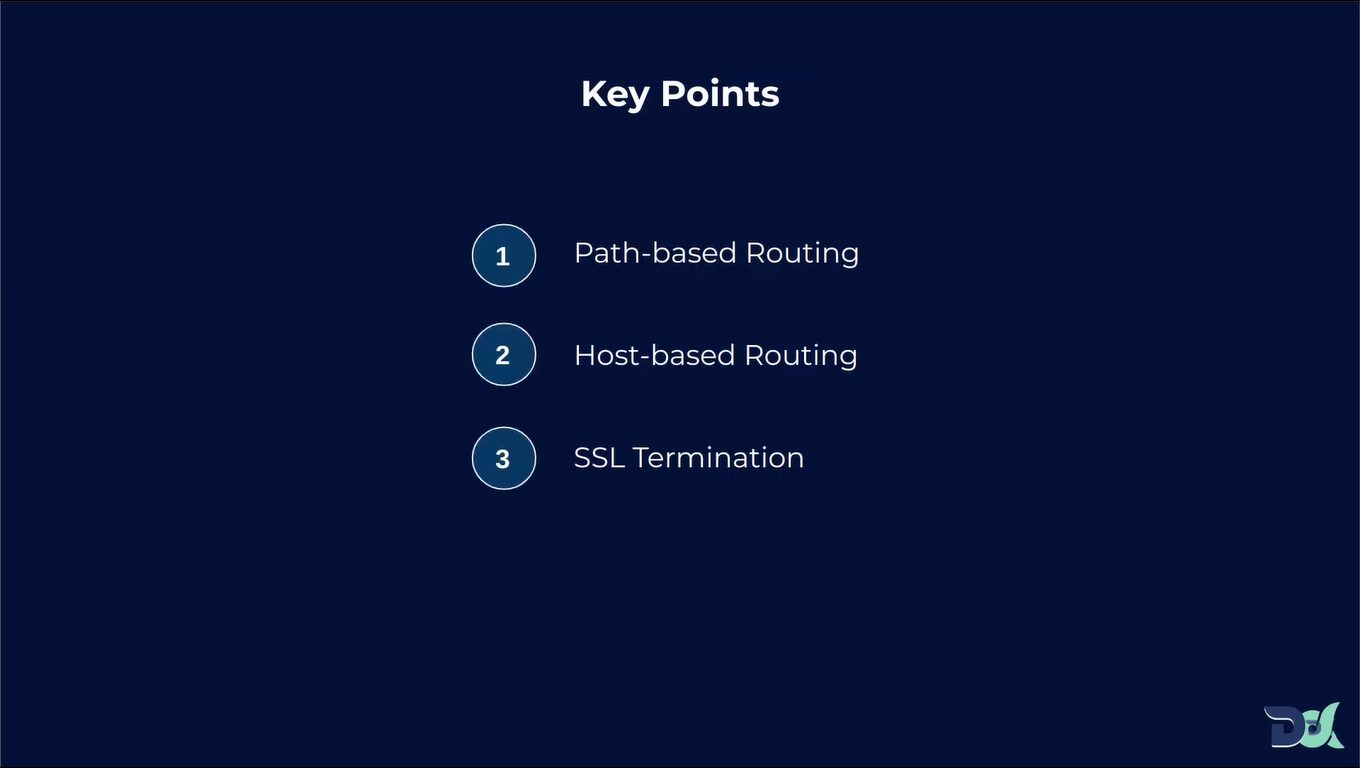 Key Points
1 Path-based Routing
2 Host-based Routing
3 SSL Termination